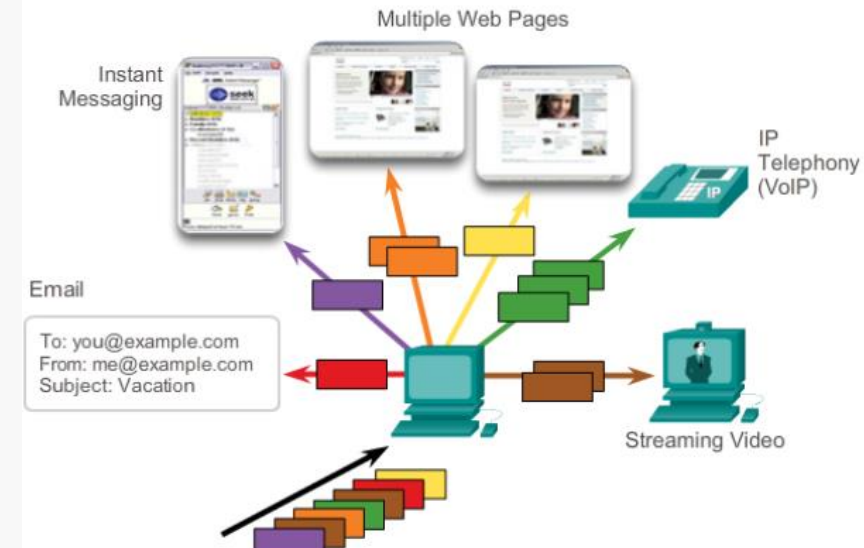 Multiple Web Pages
Instant
Messaging
seek
IP
Telephony
(VoIP)
IP
Email
To: you@example.com
From: me@example.com
Subject: Vacation
Streaming Video